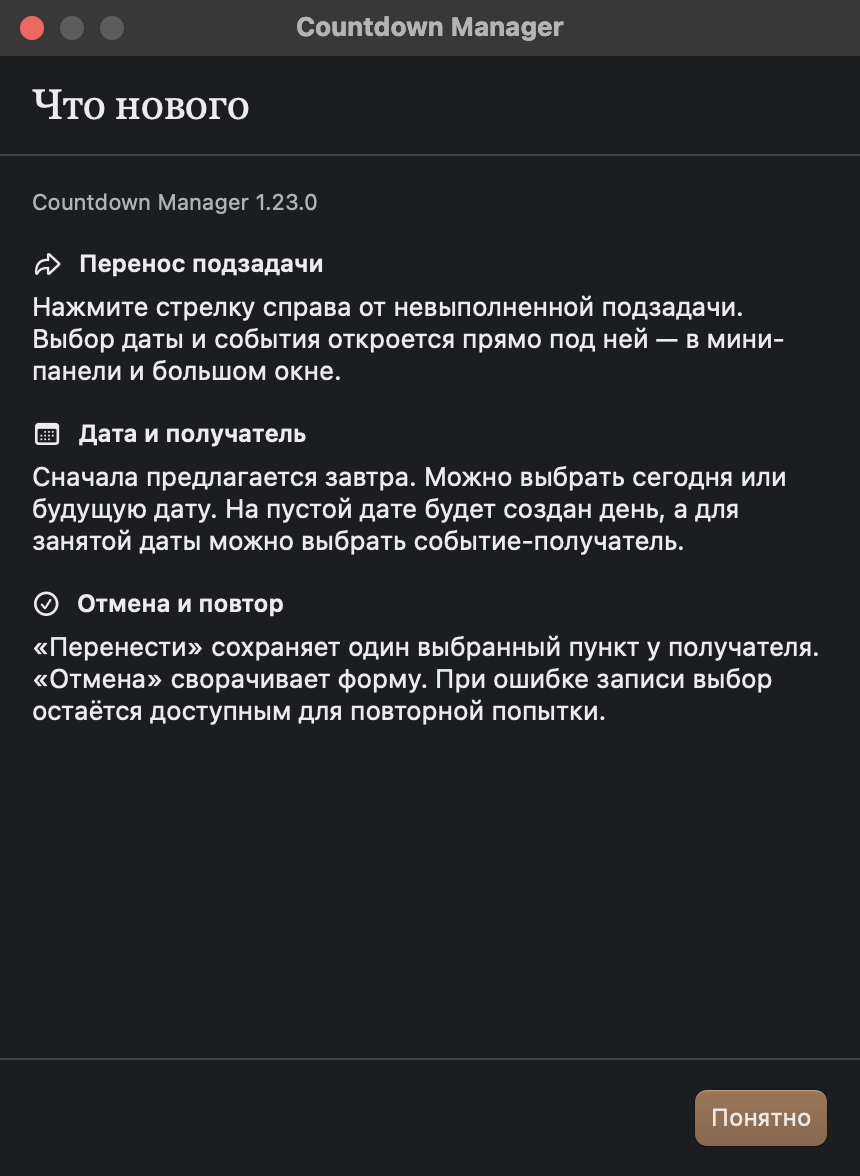 Countdown Manager
Что нового
Countdown Manager 1.23.0
Перенос подзадачи
Нажмите стрелку справа от невыполненной подзадачи.
Выбор даты и события откроется прямо под ней — в мини-
панели и большом окне.
Дата и получатель
Сначала предлагается завтра. Можно выбрать сегодня или
будущую дату. На пустой дате будет создан день, а для
занятой даты можно выбрать событие-получатель.
Отмена и повтор
«Перенести» сохраняет один выбранный пункт у получателя.
«Отмена» сворачивает форму. При ошибке записи выбор
остаётся доступным для повторной попытки.
Понятно